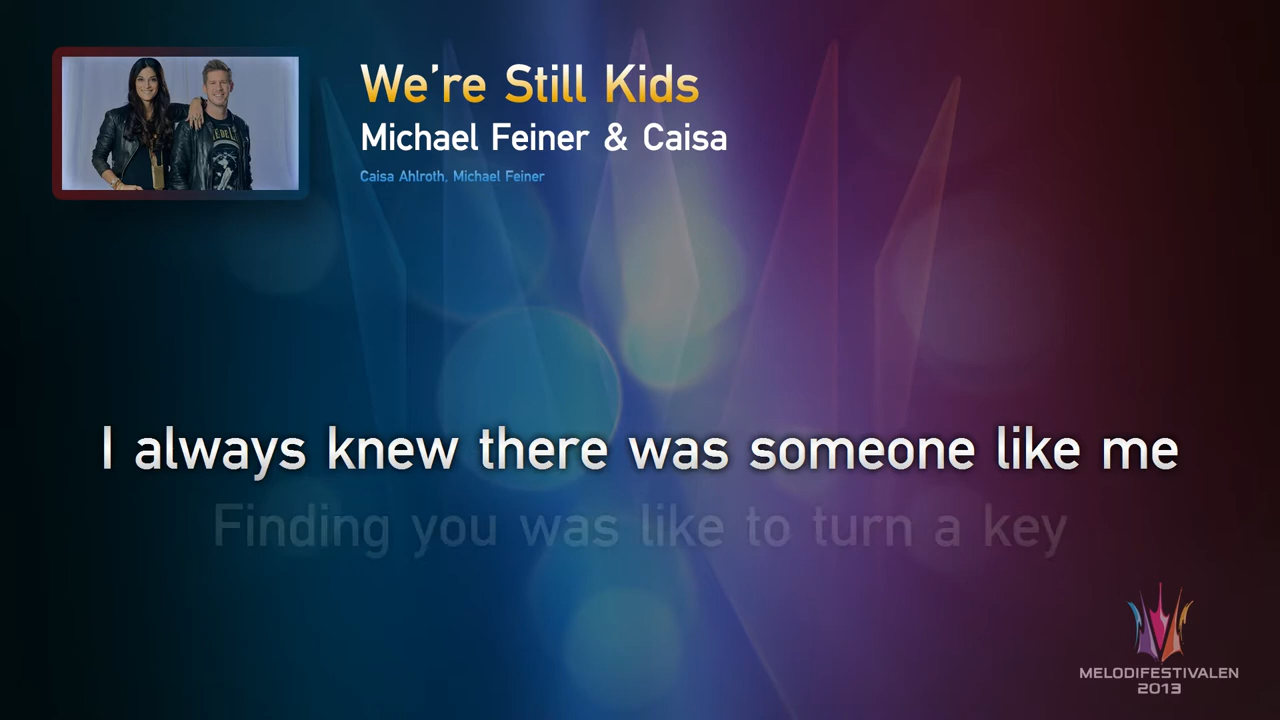 We're Still Kids
Michael Feiner & Caisa
Caisa Ahlroth, Michael Feiner
I always knew there was someone like me
Finding you was like to turn a key
MELODIFESTIVALEN
2013